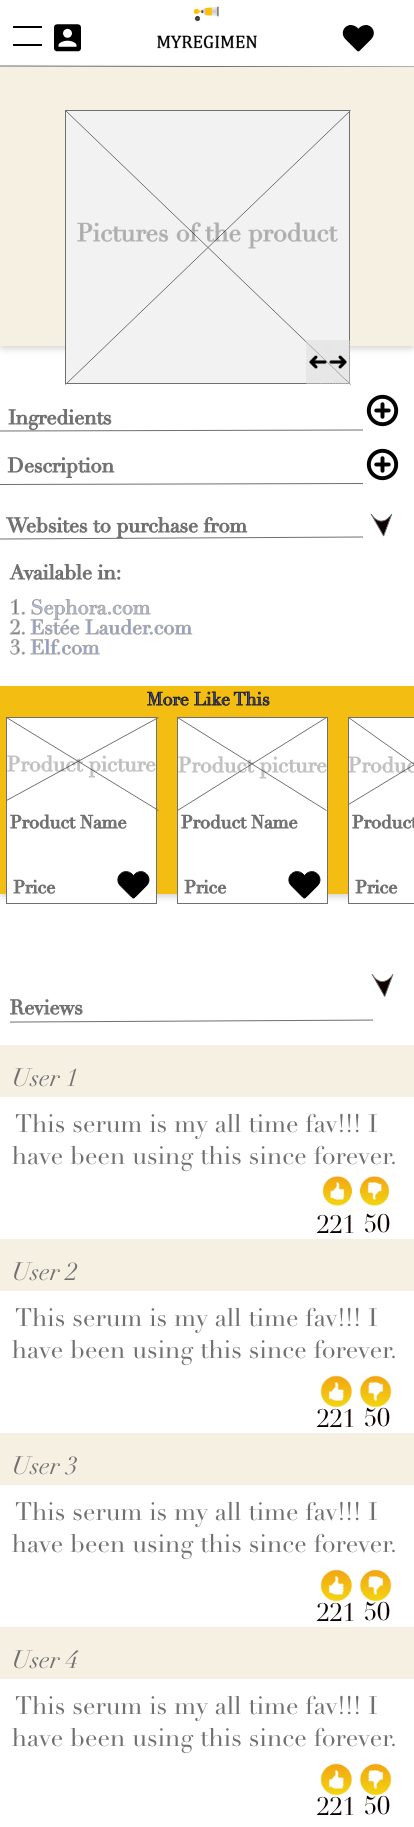 MYREGIMEN
Pictures of the product
Ingredients
Description
Websites to purchase from
Available in:
1. Sephora.com
2. Estée Lauder.com
3. Elf.com
More Like This
Product picture
Product picture
Produc
Product Name
Product Name
Product
Price
Price
Price
Reviews
User 1
This serum is my all time fav!!! I
have been using this since forever.
221 50
User 2
This serum is my all time fav!!! I
have been using this since forever.
221 50
User 3
This serum is my all time fav!!! I
have been using this since forever.
221 50
User 4
This serum is my all time fav!!! I
have been using this since forever.
221 50